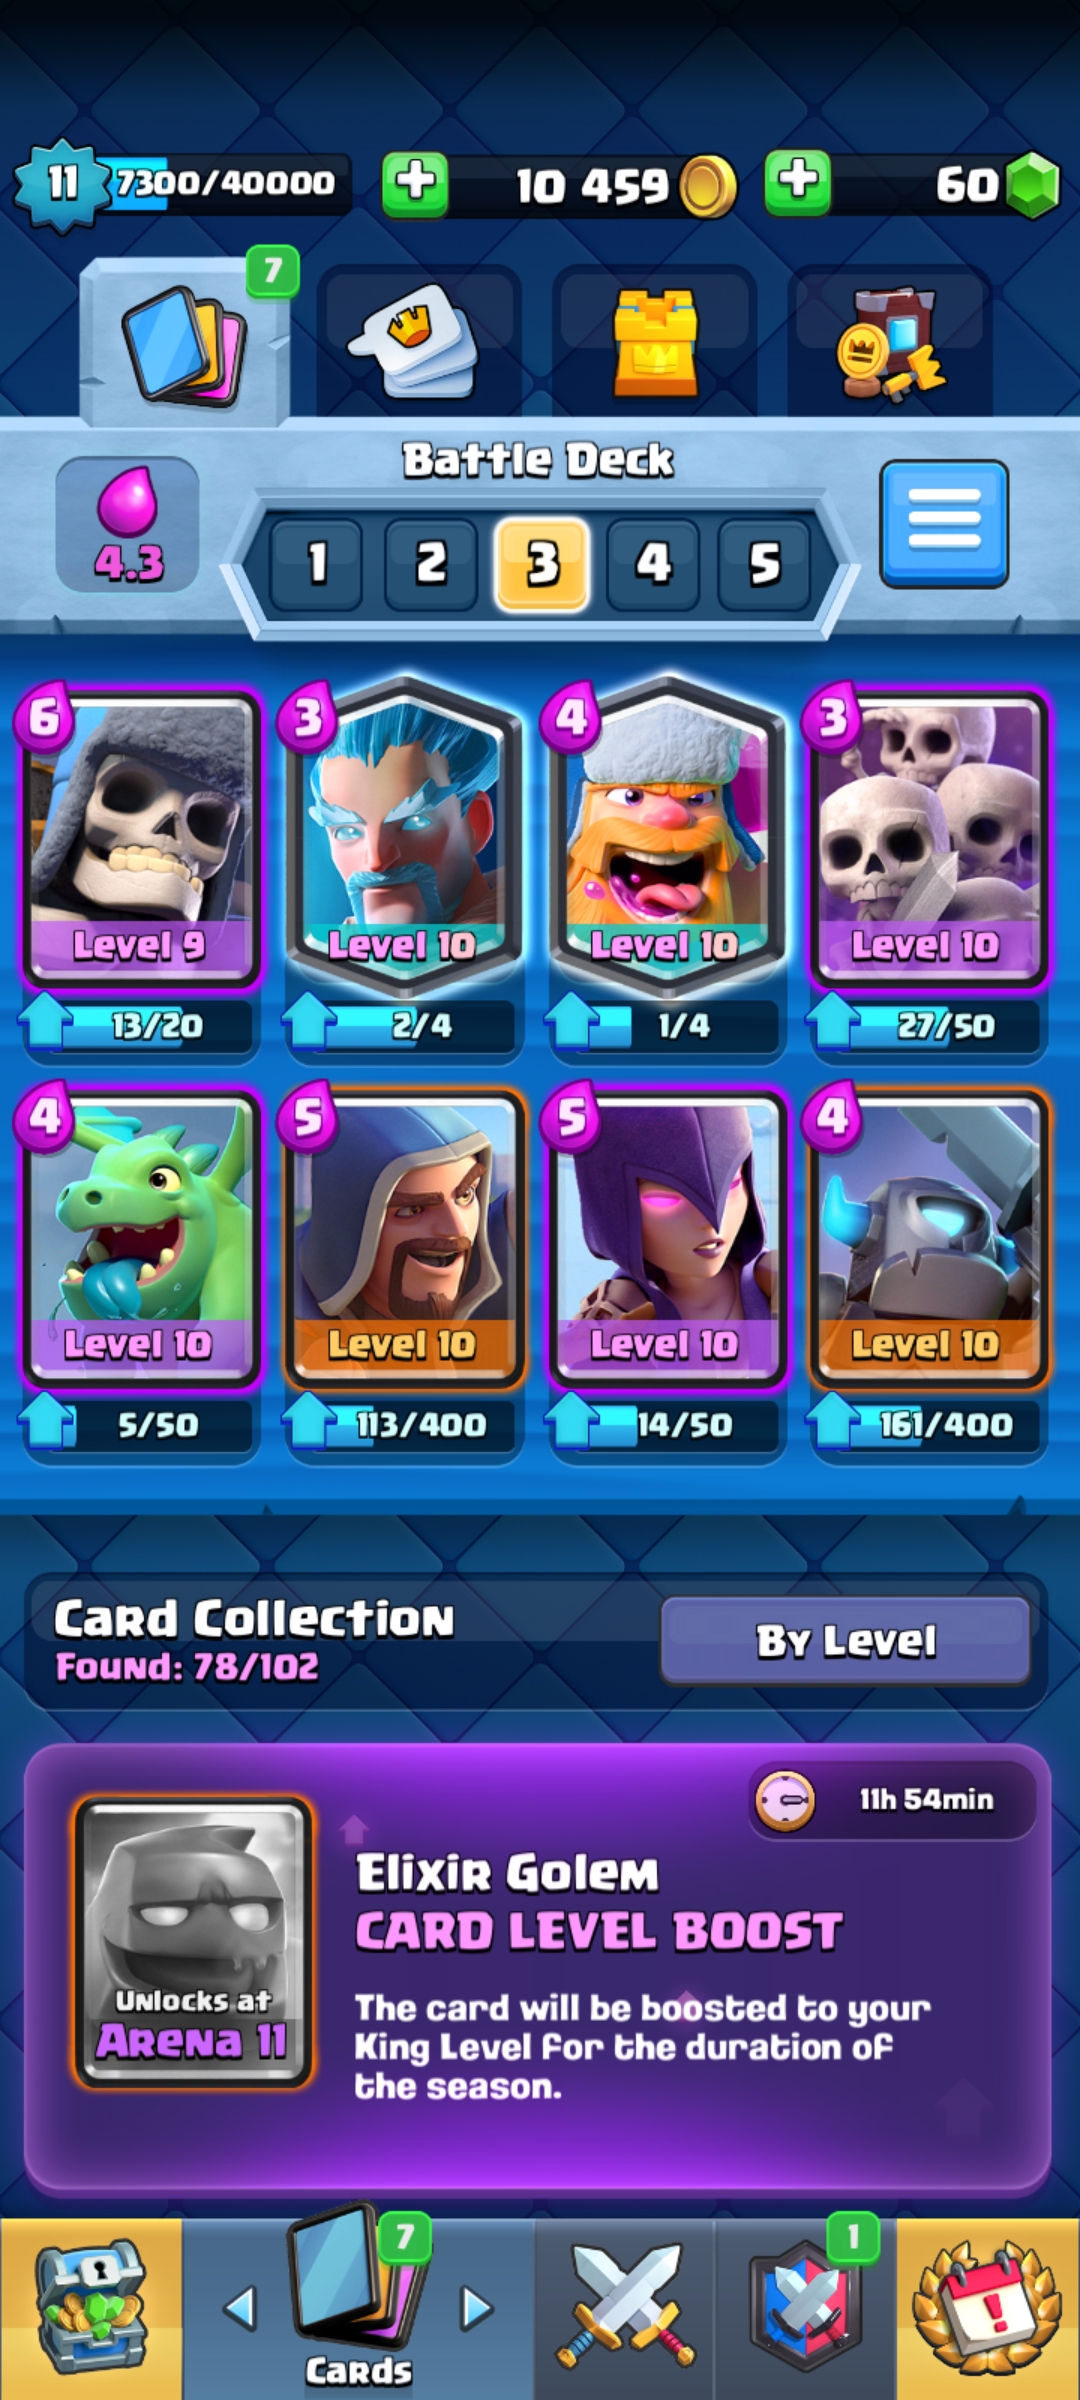 11
7300/40000
10 459
60
7
Battle Deck
4.3
1 2 3 4 5
6 3 4 3
Level 9 Level 10 Level 10 Level 10
13/20 2/4 1/4 27/50
4 5 5 4
Level 10 Level 10 Level 10 Level 10
5/50 113/400 14/50 161/400
Card Collection
Found: 78/102
By Level
11h 54min
Elixir Golem
CARD LEVEL BOOST
Unlocks at
Arena 11
The card will be boosted to your
King Level for the duration of
the season.
7
1
Cards